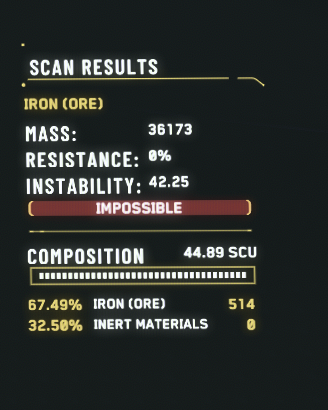 SCAN RESULTS
IRON (ORE)
MASS: 36173
RESISTANCE: 0%
INSTABILITY: 42.25
IMPOSSIBLE
COMPOSITION 44.89 SCU
67.49% IRON (ORE) 514
32.50% INERT MATERIALS 0